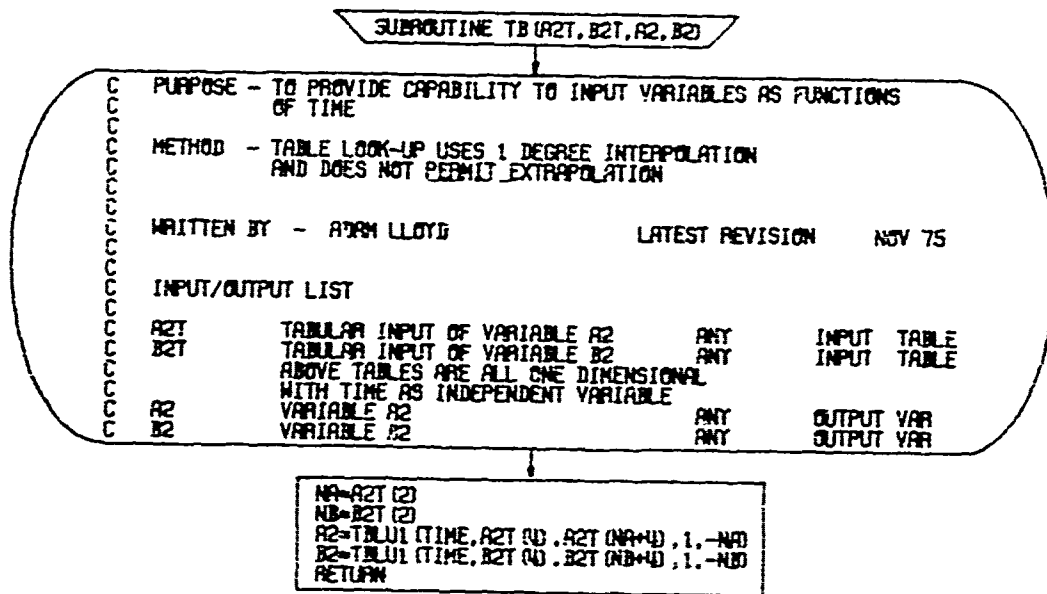 SUBROUTINE TB(A2T,B2T,A2,B2)
C PURPOSE - TO PROVIDE CAPABILITY TO INPUT VARIABLES AS FUNCTIONS
C OF TIME
C
C METHOD - TABLE LOOK-UP USES 1 DEGREE INTERPOLATION
C AND DOES NOT PERMIT EXTRAPOLATION
C
C
C WRITTEN BY - ADAM LLOYD LATEST REVISION NOV 75
C
C
C INPUT/OUTPUT LIST
C
C A2T TABULAR INPUT OF VARIABLE A2 ANY INPUT TABLE
C B2T TABULAR INPUT OF VARIABLE B2 ANY INPUT TABLE
C ABOVE TABLES ARE ALL ONE DIMENSIONAL
C WITH TIME AS INDEPENDENT VARIABLE
C A2 VARIABLE A2 ANY OUTPUT VAR
C B2 VARIABLE B2 ANY OUTPUT VAR
NA=A2T(2)
NB=B2T(2)
A2=TBLU1(TIME,A2T(4),A2T(NA+4),1,-NA)
B2=TBLU1(TIME,B2T(4),B2T(NB+4),1,-NB)
RETURN